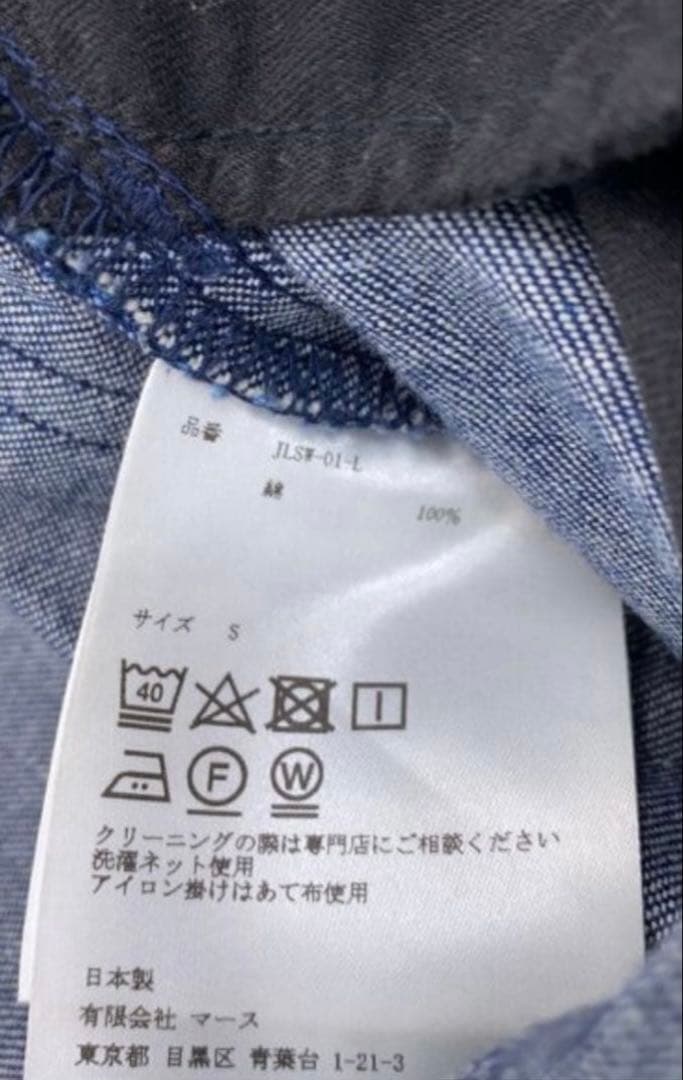 品番 JLSW-01-L
綿 100%
サイズ S
40
F W
クリーニングの際は専門店にご相談ください
洗濯ネット使用
アイロン掛けはあて布使用
日本製
有限会社 マース
東京都 目黒区 青葉台 1-21-3